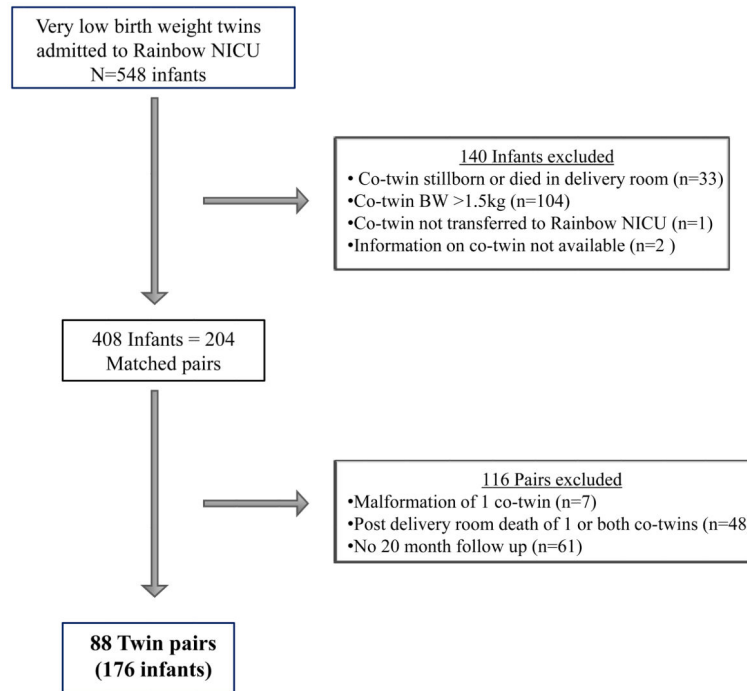 Very low birth weight twins
admitted to Rainbow NICU
N=548 infants
140 Infants excluded
• Co-twin stillborn or died in delivery room (n=33)
•Co-twin BW >1.5kg (n=104)
•Co-twin not transferred to Rainbow NICU (n=1)
•Information on co-twin not available (n=2 )
408 Infants = 204
Matched pairs
116 Pairs excluded
•Malformation of 1 co-twin (n=7)
•Post delivery room death of 1 or both co-twins (n=48
•No 20 month follow up (n=61)
88 Twin pairs
(176 infants)